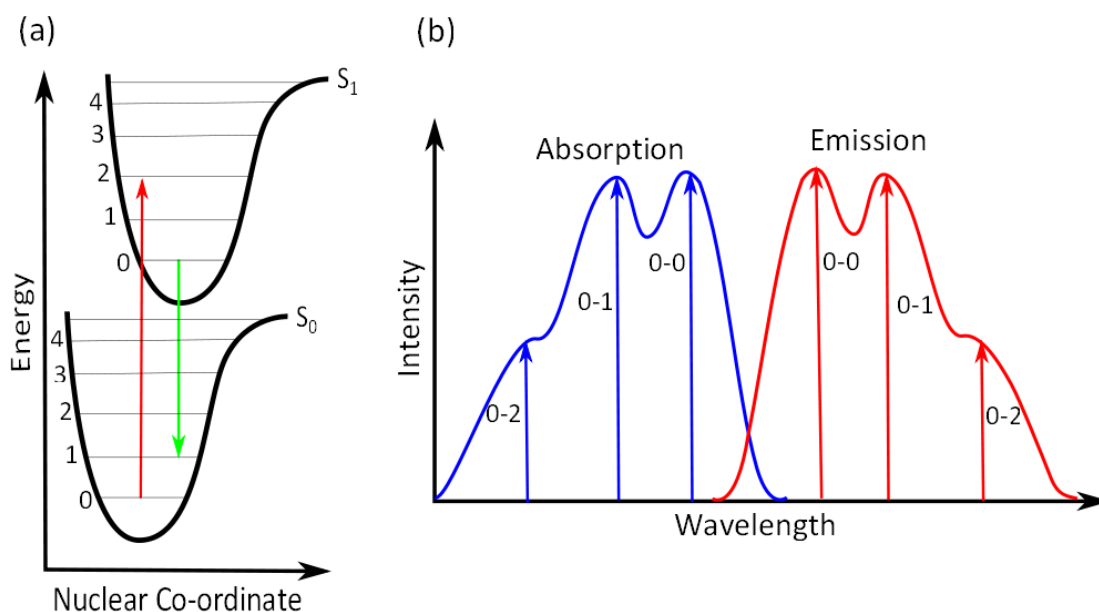 (a)
S1
4
3
2
1
0
S0
4
3
2
1
0
Energy
Nuclear Co-ordinate
(b)
Absorption
Emission
0-0
0-0
0-1
0-1
0-2
0-2
Intensity
Wavelength